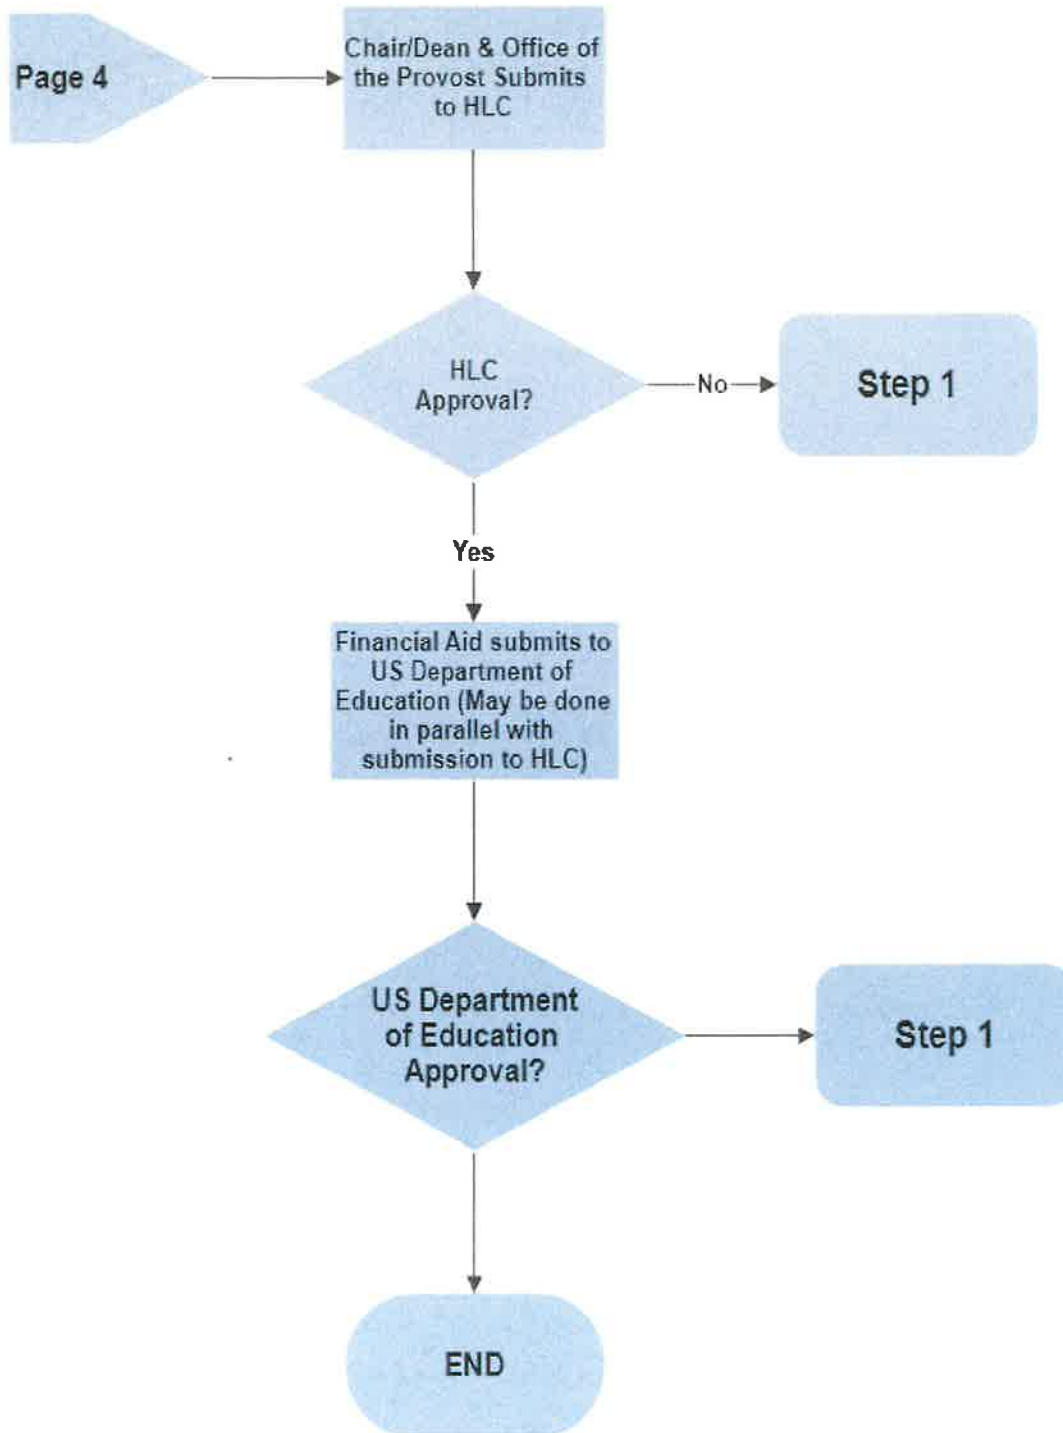 Page 4
Chair/Dean & Office of
the Provost Submits
to HLC
HLC
Approval?
No
Step 1
Yes
Financial Aid submits to
US Department of
Education (May be done
in parallel with
submission to HLC)
US Department
of Education
Approval?
Step 1
END